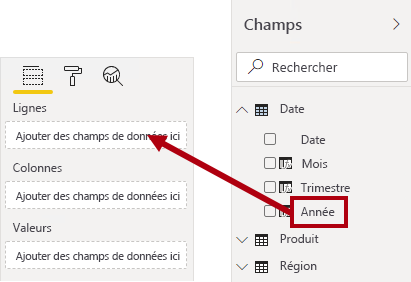 Lignes
Ajouter des champs de données ici
Colonnes
Ajouter des champs de données ici
Valeurs
Ajouter des champs de données ici
Champs
Rechercher
Date
Date
Mois
Trimestre
Année
Produit
Région